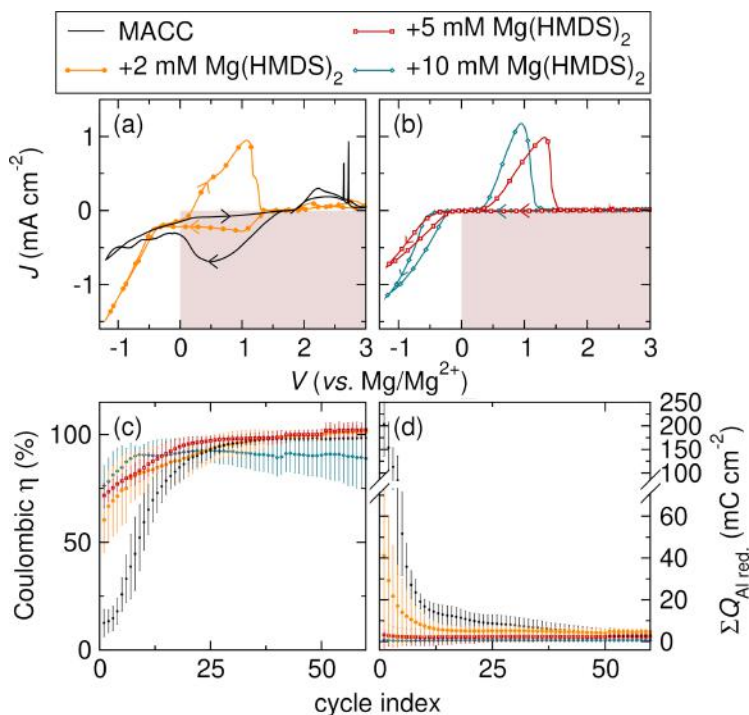 MACC
+2 mM Mg(HMDS)₂
+5 mM Mg(HMDS)₂
+10 mM Mg(HMDS)₂
(a)
(b)
1
0
-1
J (mA cm⁻²)
-1 0 1 2 3
-1 0 1 2 3
V (vs. Mg/Mg²⁺)
(c)
(d)
100
50
0
Coulombic η (%)
250
200
150
100
60
40
20
0
ΣQ_Al red. (mC cm⁻²)
0 25 50
0 25 50
cycle index